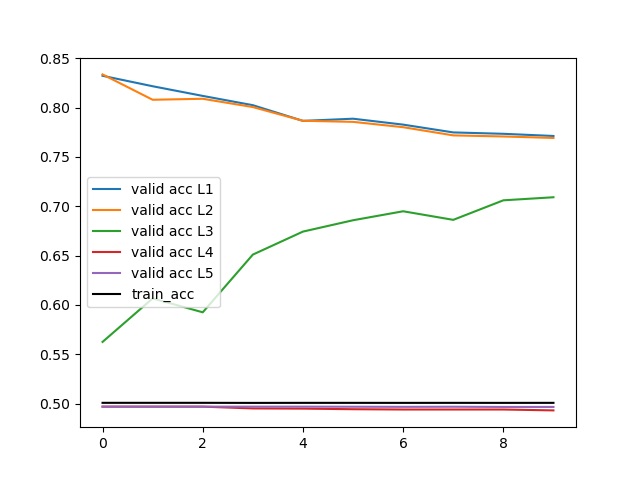 0.85
0.80
0.75
0.70
0.65
0.60
0.55
0.50
valid acc L1
valid acc L2
valid acc L3
valid acc L4
valid acc L5
train_acc
0 2 4 6 8